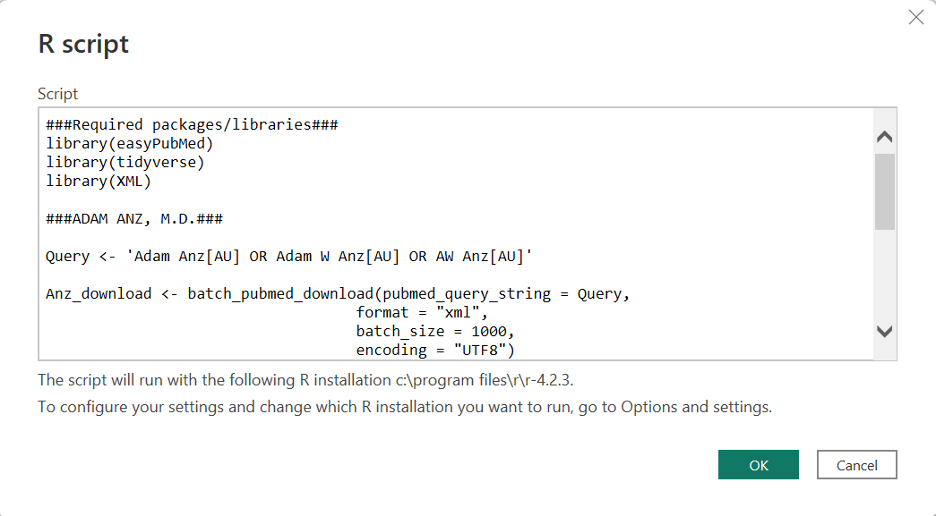 R script
Script
###Required packages/libraries###
library(easyPubMed)
library(tidyverse)
library(XML)
###ADAM ANZ, M.D.###
Query <- 'Adam Anz[AU] OR Adam W Anz[AU] OR AW Anz[AU]'
Anz_download <- batch_pubmed_download(pubmed_query_string = Query,
format = "xml",
batch_size = 1000,
encoding = "UTF8")
The script will run with the following R installation c:\program files\r\r-4.2.3.
To configure your settings and change which R installation you want to run, go to Options and settings.
OK
Cancel